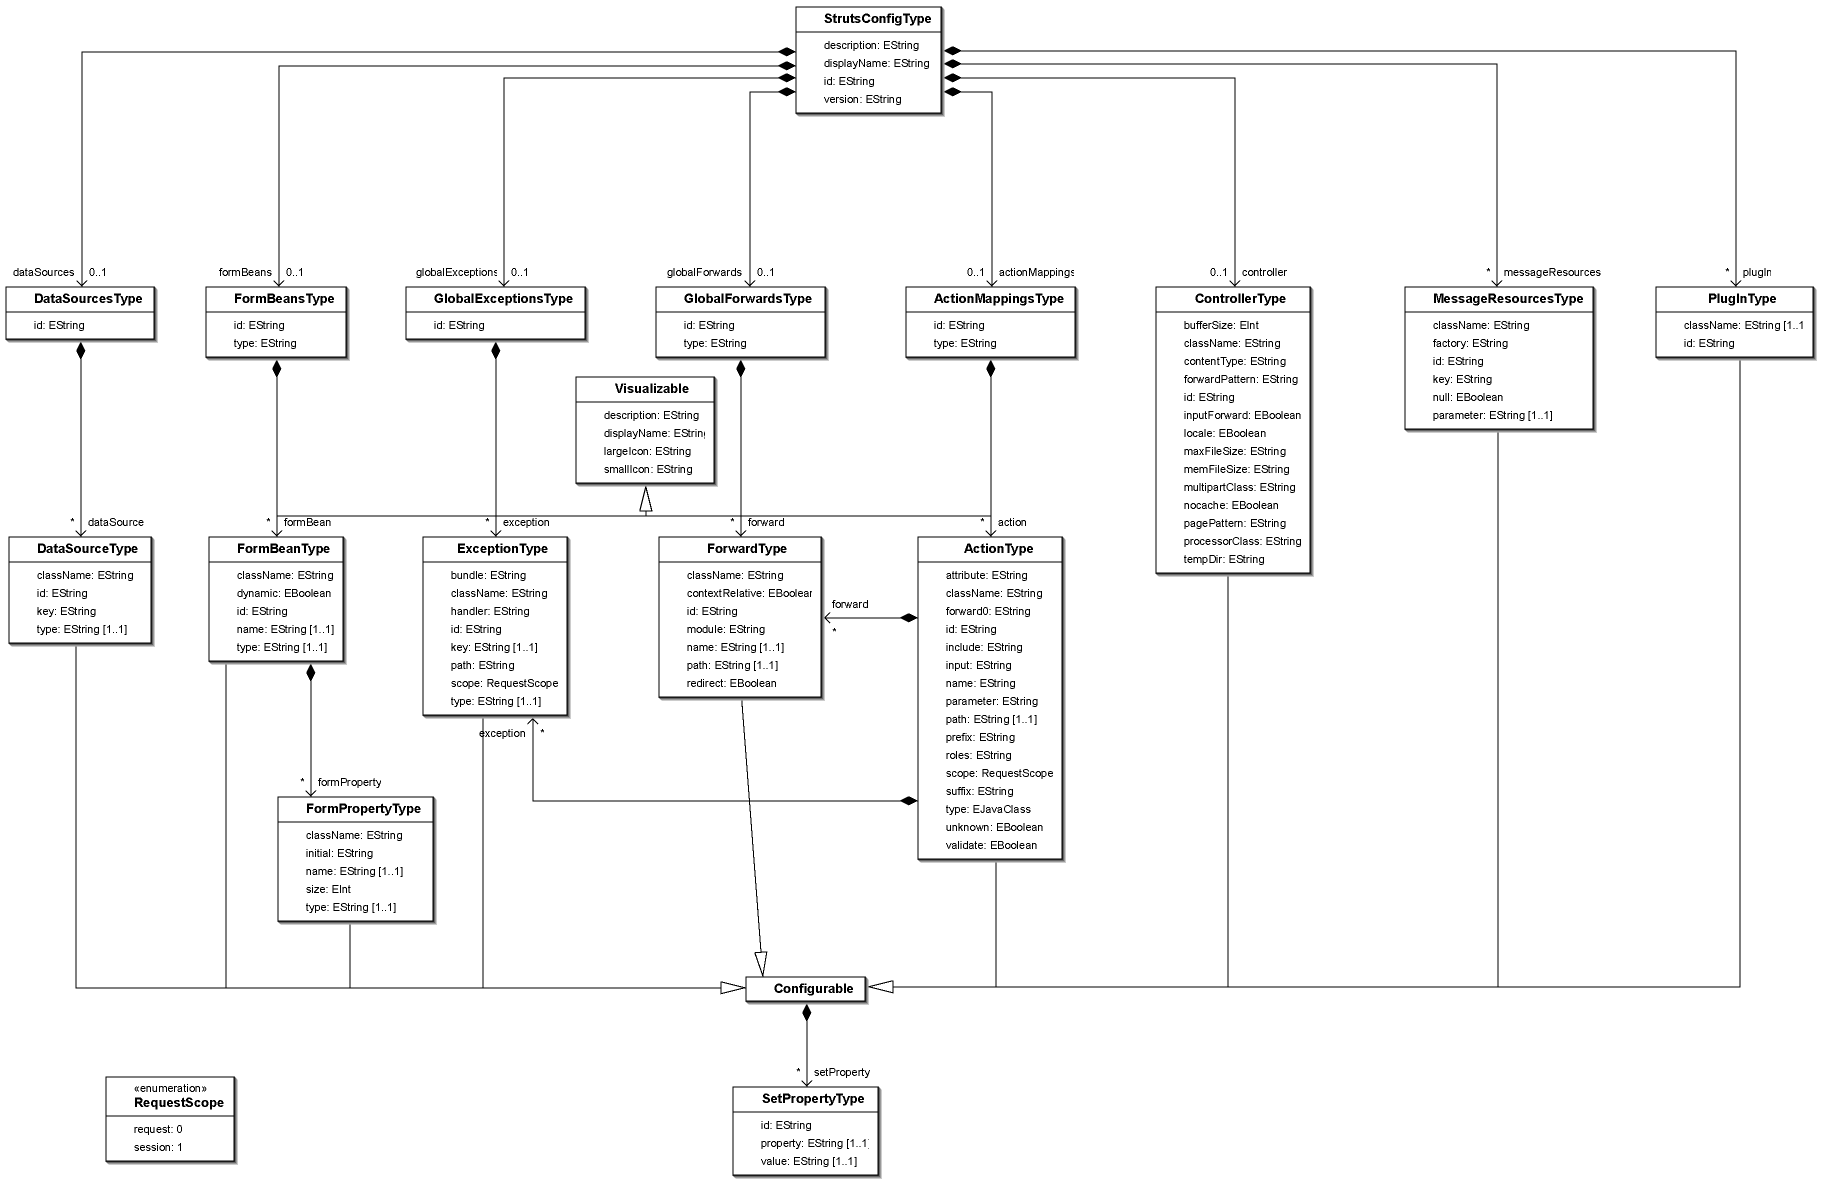 StrutsConfigType
description: EString
displayName: EString
id: EString
version: EString
dataSources 0..1
formBeans 0..1
globalExceptions 0..1
globalForwards 0..1
0..1 actionMappings
0..1 controller
* messageResources
* plugIn
DataSourcesType
id: EString
FormBeansType
id: EString
type: EString
GlobalExceptionsType
id: EString
GlobalForwardsType
id: EString
type: EString
ActionMappingsType
id: EString
type: EString
ControllerType
bufferSize: EInt
className: EString
contentType: EString
forwardPattern: EString
id: EString
inputForward: EBoolean
locale: EBoolean
maxFileSize: EString
memFileSize: EString
multipartClass: EString
nocache: EBoolean
pagePattern: EString
processorClass: EString
tempDir: EString
MessageResourcesType
className: EString
factory: EString
id: EString
key: EString
null: EBoolean
parameter: EString [1..1]
PlugInType
className: EString [1..1
id: EString
Visualizable
description: EString
displayName: EString
largeIcon: EString
smallIcon: EString
* dataSource
* formBean
* exception
* forward
* action
DataSourceType
className: EString
id: EString
key: EString
type: EString [1..1]
FormBeanType
className: EString
dynamic: EBoolean
id: EString
name: EString [1..1]
type: EString [1..1]
ExceptionType
bundle: EString
className: EString
handler: EString
id: EString
key: EString [1..1]
path: EString
scope: RequestScope
type: EString [1..1]
ForwardType
className: EString
contextRelative: EBoolean
id: EString
module: EString
name: EString [1..1]
path: EString [1..1]
redirect: EBoolean
forward
*
ActionType
attribute: EString
className: EString
forward0: EString
id: EString
include: EString
input: EString
name: EString
parameter: EString
path: EString [1..1]
prefix: EString
roles: EString
scope: RequestScope
suffix: EString
type: EJavaClass
unknown: EBoolean
validate: EBoolean
exception *
* formProperty
FormPropertyType
className: EString
initial: EString
name: EString [1..1]
size: EInt
type: EString [1..1]
Configurable
* setProperty
SetPropertyType
id: EString
property: EString [1..1
value: EString [1..1]
«enumeration»
RequestScope
request: 0
session: 1